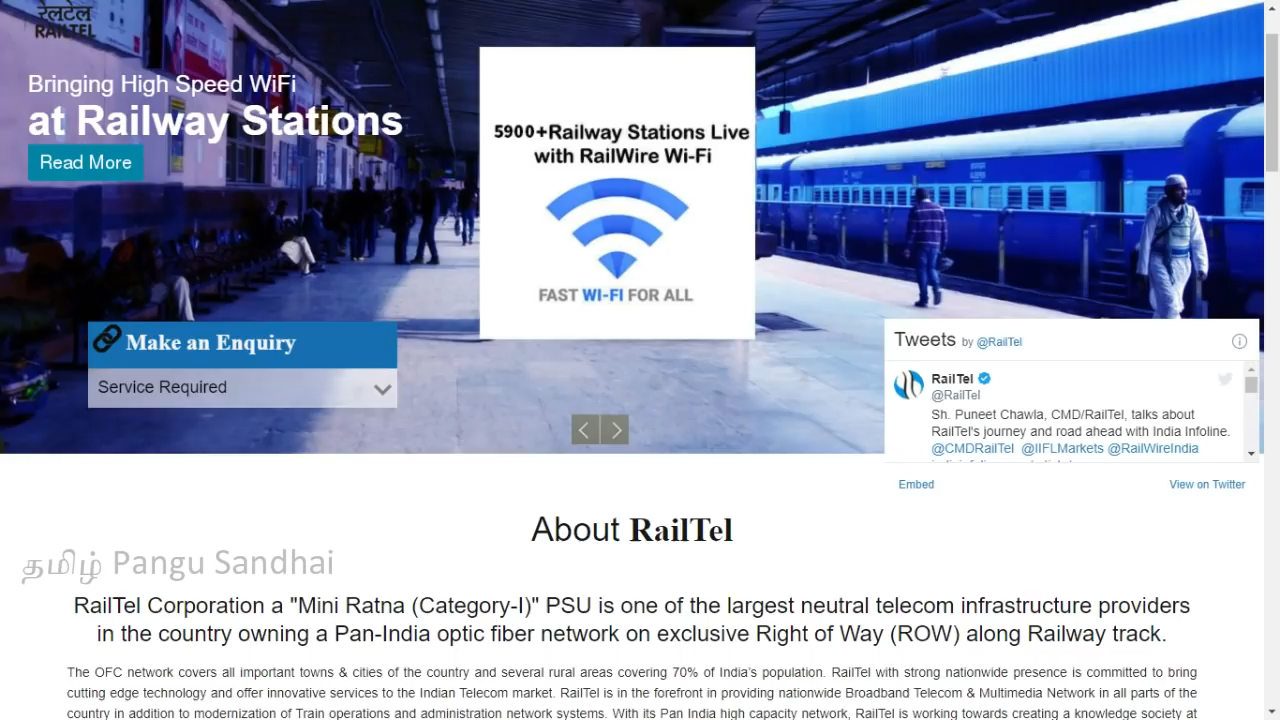 रेलटेल
RAILTEL
Bringing High Speed WiFi
at Railway Stations
Read More
5900+Railway Stations Live
with RailWire Wi-Fi
FAST WI-FI FOR ALL
Make an Enquiry
Service Required
Tweets by @RailTel
RailTel
@RailTel
Sh. Puneet Chawla, CMD/RailTel, talks about
RailTel's journey and road ahead with India Infoline.
@CMDRailTel @IIFLMarkets @RailWireIndia
Embed
View on Twitter
About RailTel
தமிழ் Pangu Sandhai
RailTel Corporation a "Mini Ratna (Category-I)" PSU is one of the largest neutral telecom infrastructure providers
in the country owning a Pan-India optic fiber network on exclusive Right of Way (ROW) along Railway track.
The OFC network covers all important towns & cities of the country and several rural areas covering 70% of India's population. RailTel with strong nationwide presence is committed to bring
cutting edge technology and offer innovative services to the Indian Telecom market. RailTel is in the forefront in providing nationwide Broadband Telecom & Multimedia Network in all parts of the
country in addition to modernization of Train operations and administration network systems. With its Pan India high capacity network, RailTel is working towards creating a knowledge society at